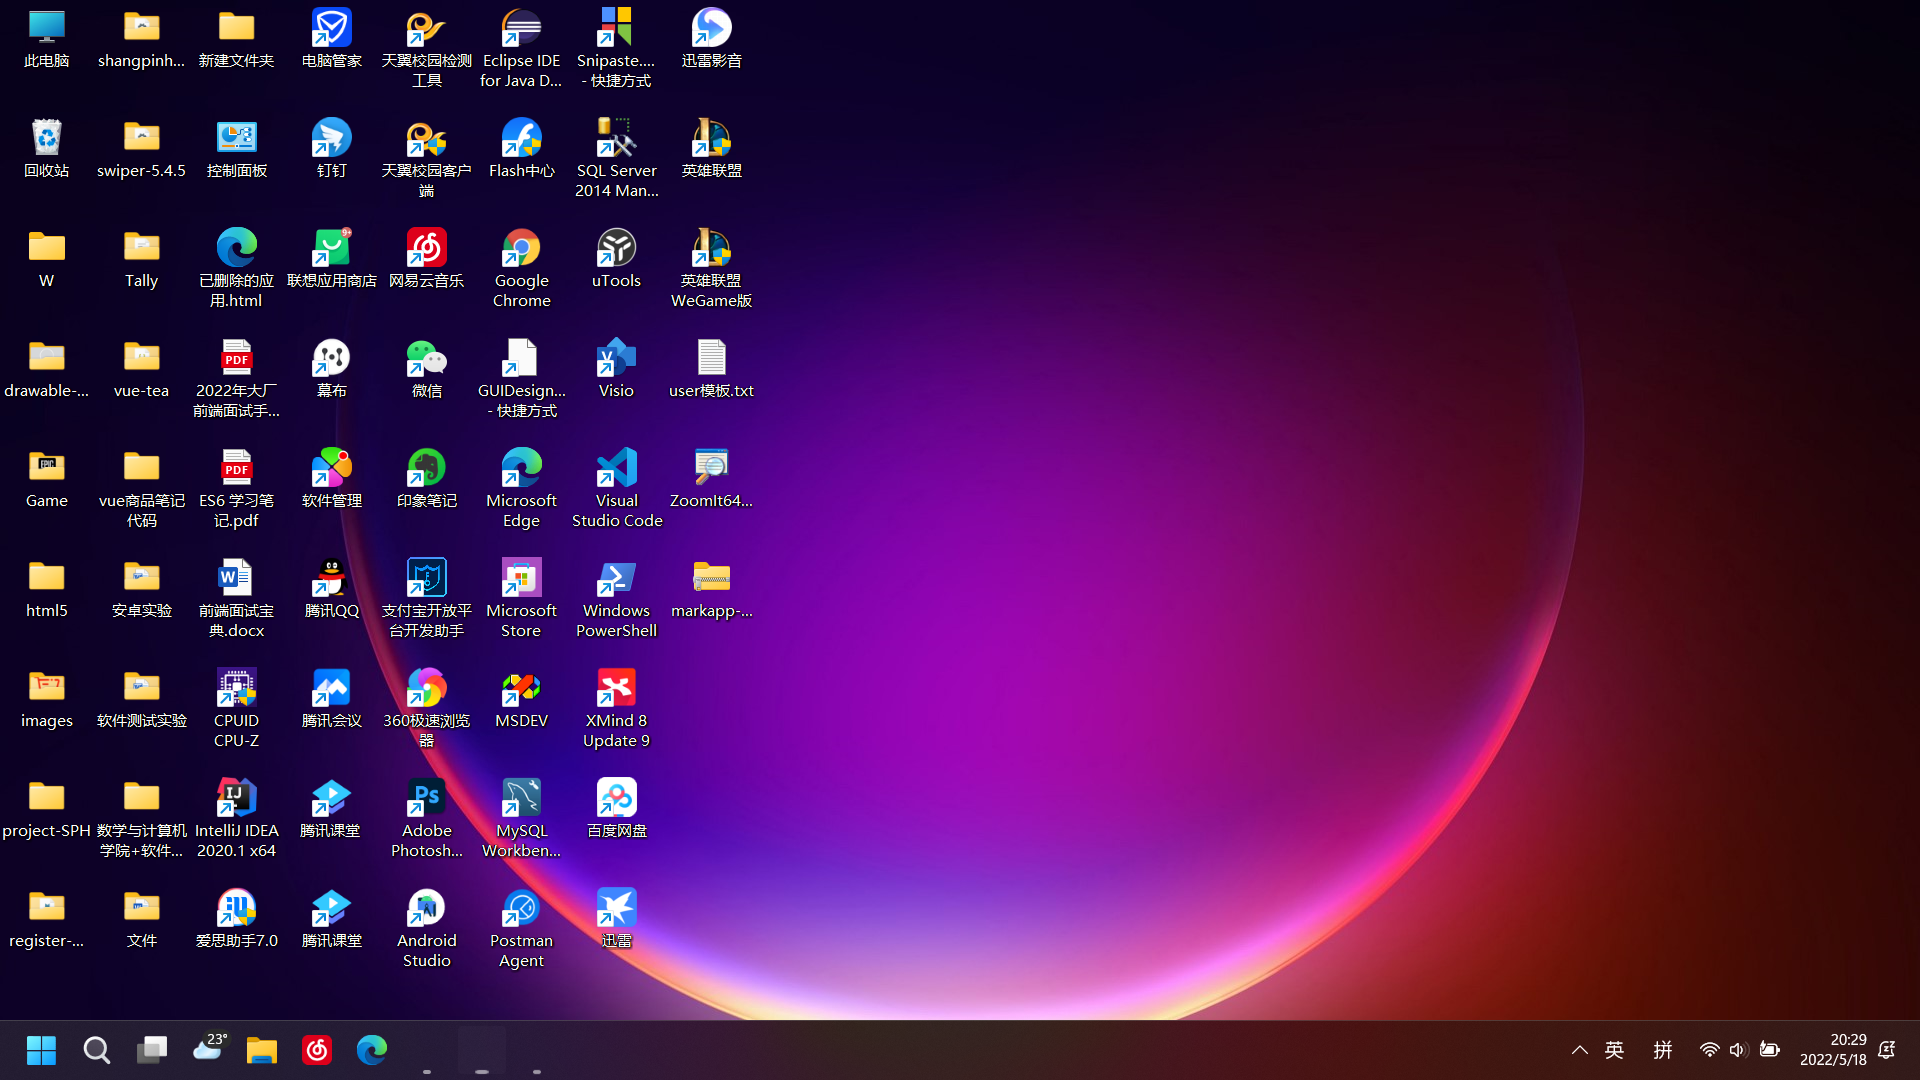 此电脑
shangpinh...
新建文件夹
电脑管家
天翼校园检测
工具
Eclipse IDE
for Java D...
Snipaste....
- 快捷方式
迅雷影音
回收站
swiper-5.4.5
控制面板
钉钉
天翼校园客户
端
Flash中心
SQL Server
2014 Man...
英雄联盟
W
Tally
已删除的应
用.html
9+
联想应用商店
网易云音乐
Google
Chrome
uTools
英雄联盟
WeGame版
drawable-...
vue-tea
PDF
2022年大厂
前端面试手...
幕布
微信
GUIDesign...
- 快捷方式
Visio
user模板.txt
EPIC
Game
vue商品笔记
代码
PDF
ES6 学习笔
记.pdf
软件管理
印象笔记
Microsoft
Edge
Visual
Studio Code
ZoomIt64...
html5
安卓实验
W
前端面试宝
典.docx
腾讯QQ
支付宝开放平
台开发助手
Microsoft
Store
Windows
PowerShell
markapp-...
images
软件测试实验
CPUID
CPU-Z
腾讯会议
360极速浏览
器
MSDEV
XMind 8
Update 9
project-SPH
数学与计算机
学院+软件...
IJ
IntelliJ IDEA
2020.1 x64
腾讯课堂
Ps
Adobe
Photosh...
MySQL
Workben...
百度网盘
register-...
文件
爱思助手7.0
腾讯课堂
Android
Studio
Postman
Agent
迅雷
23°
英
拼
20:29
2022/5/18